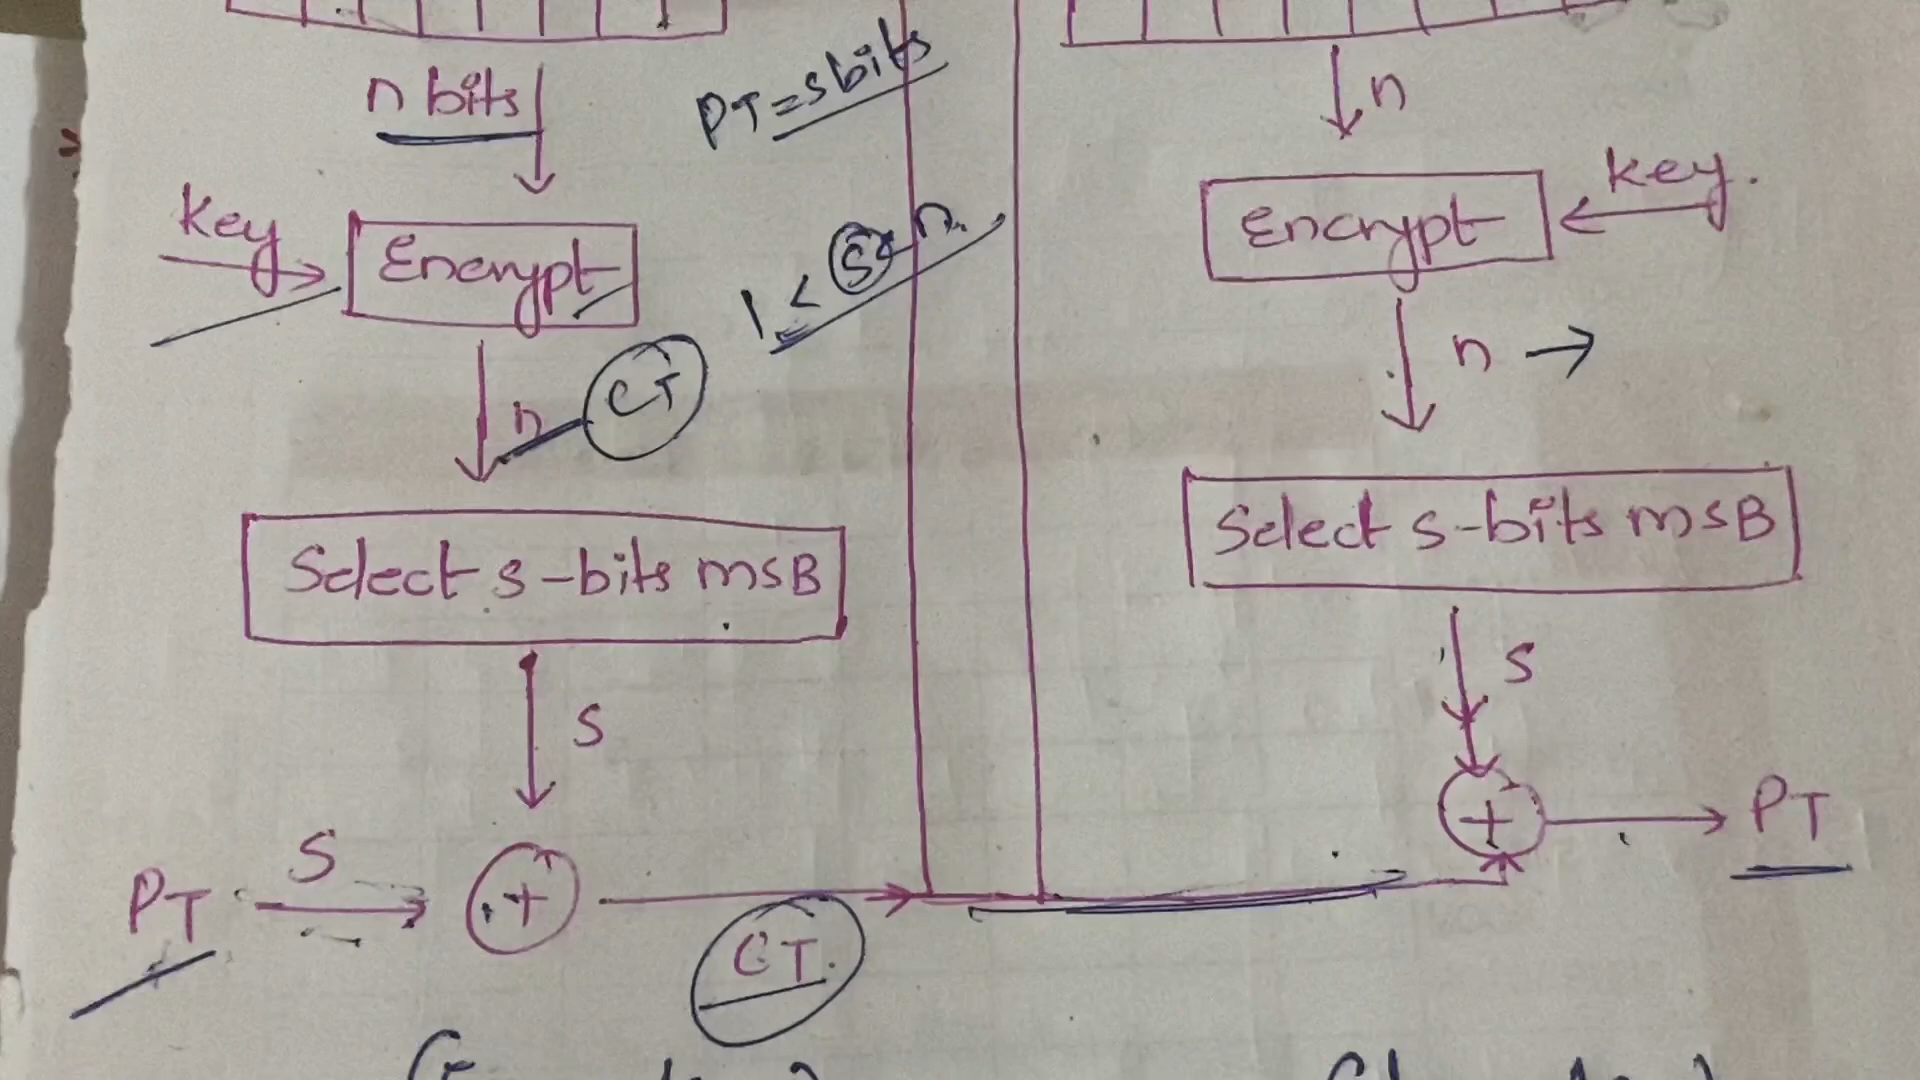 n bits
PT = s bits
n
key
Encrypt
1 < s < n.
Encrypt
key.
n
CT
n
Select s-bits MSB
Select s-bits MSB
s
s
PT
s
+
CT.
+
PT